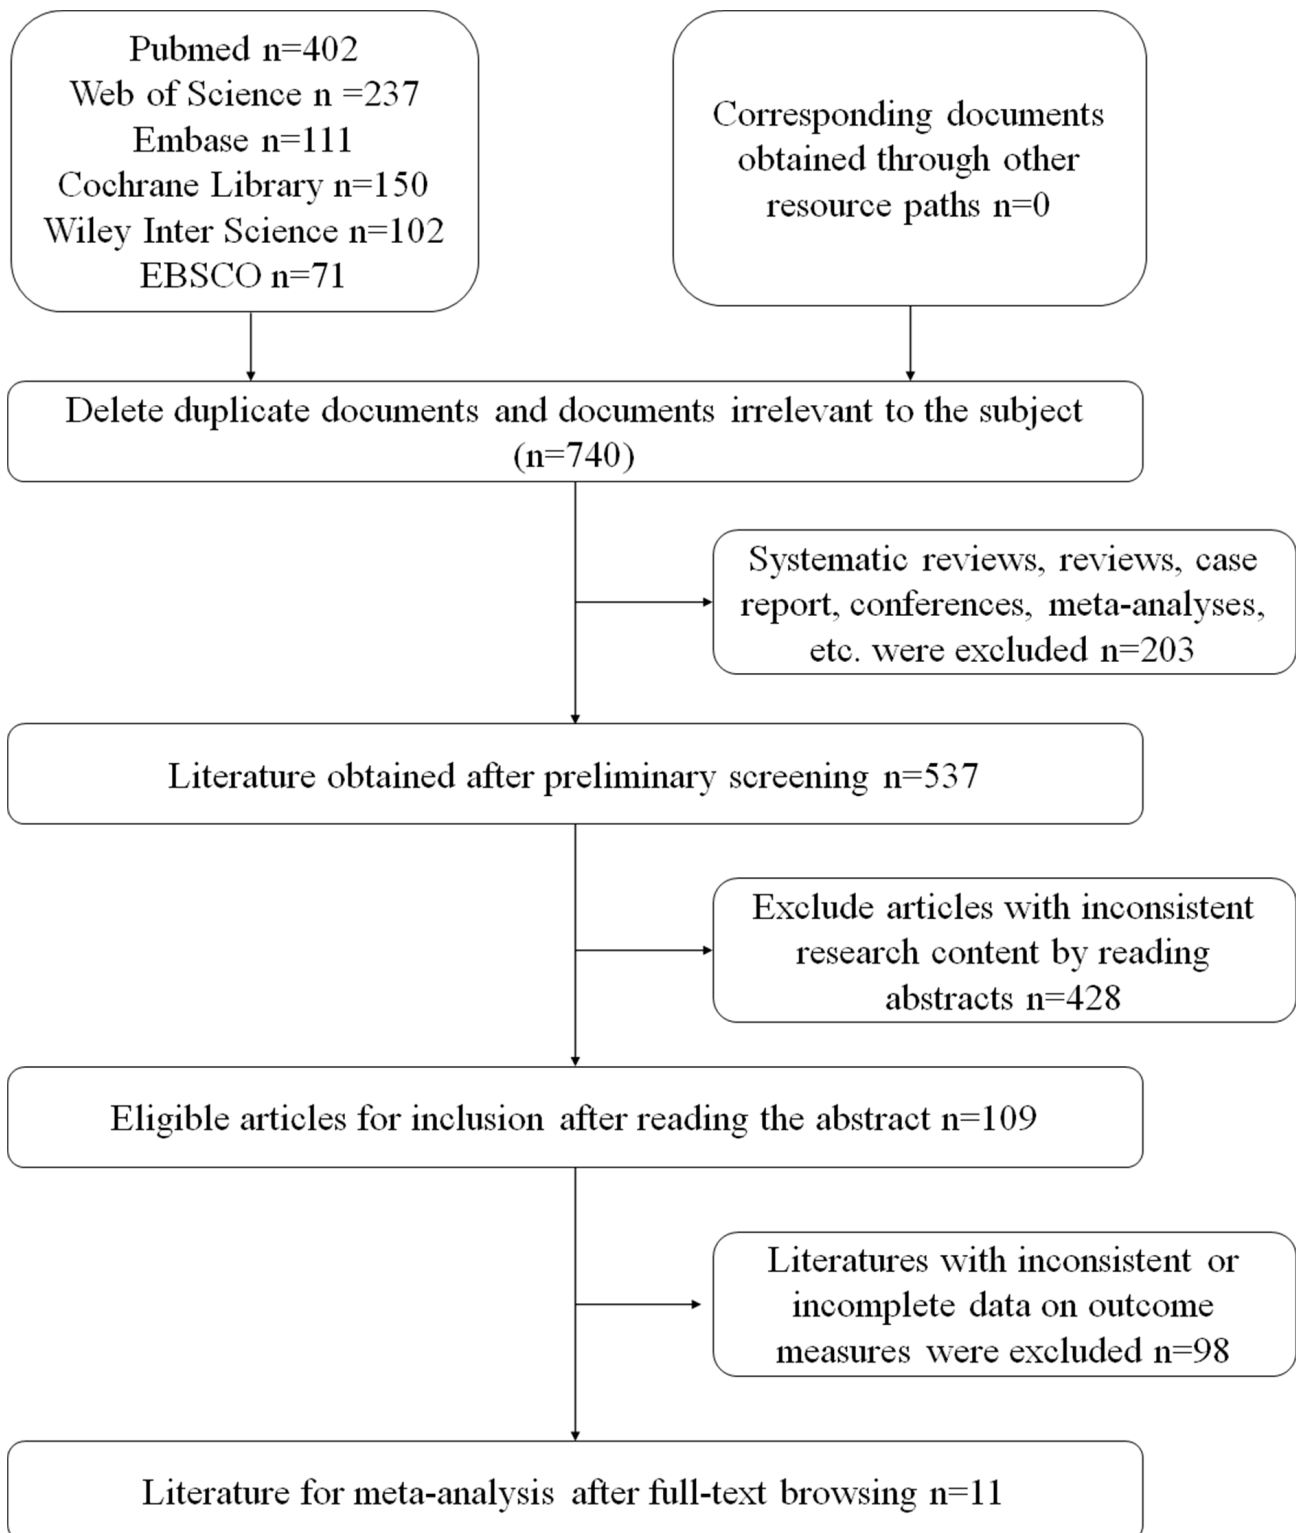 Pubmed n=402
Web of Science n =237
Embase n=111
Cochrane Library n=150
Wiley Inter Science n=102
EBSCO n=71
Corresponding documents
obtained through other
resource paths n=0
Delete duplicate documents and documents irrelevant to the subject
(n=740)
Systematic reviews, reviews, case
report, conferences, meta-analyses,
etc. were excluded n=203
Literature obtained after preliminary screening n=537
Exclude articles with inconsistent
research content by reading
abstracts n=428
Eligible articles for inclusion after reading the abstract n=109
Literatures with inconsistent or
incomplete data on outcome
measures were excluded n=98
Literature for meta-analysis after full-text browsing n=11